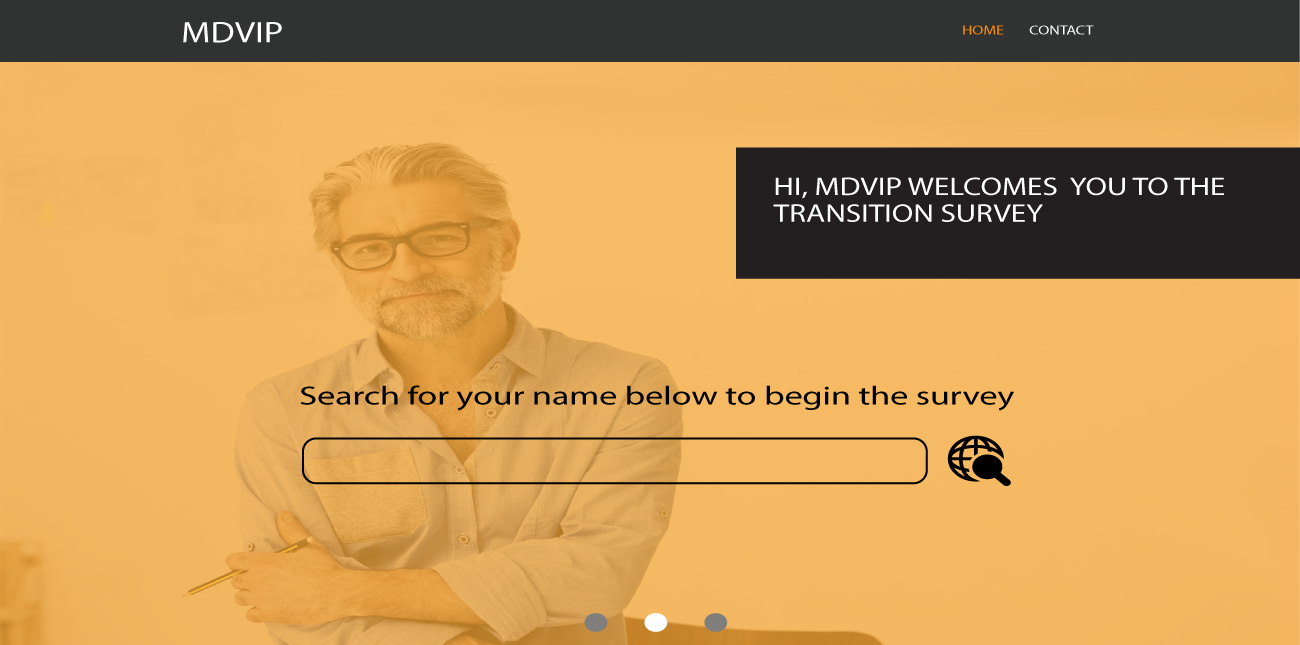 MDVIP
HOME CONTACT
HI, MDVIP WELCOMES  YOU TO THE
TRANSITION SURVEY
Search for your name below to begin the survey